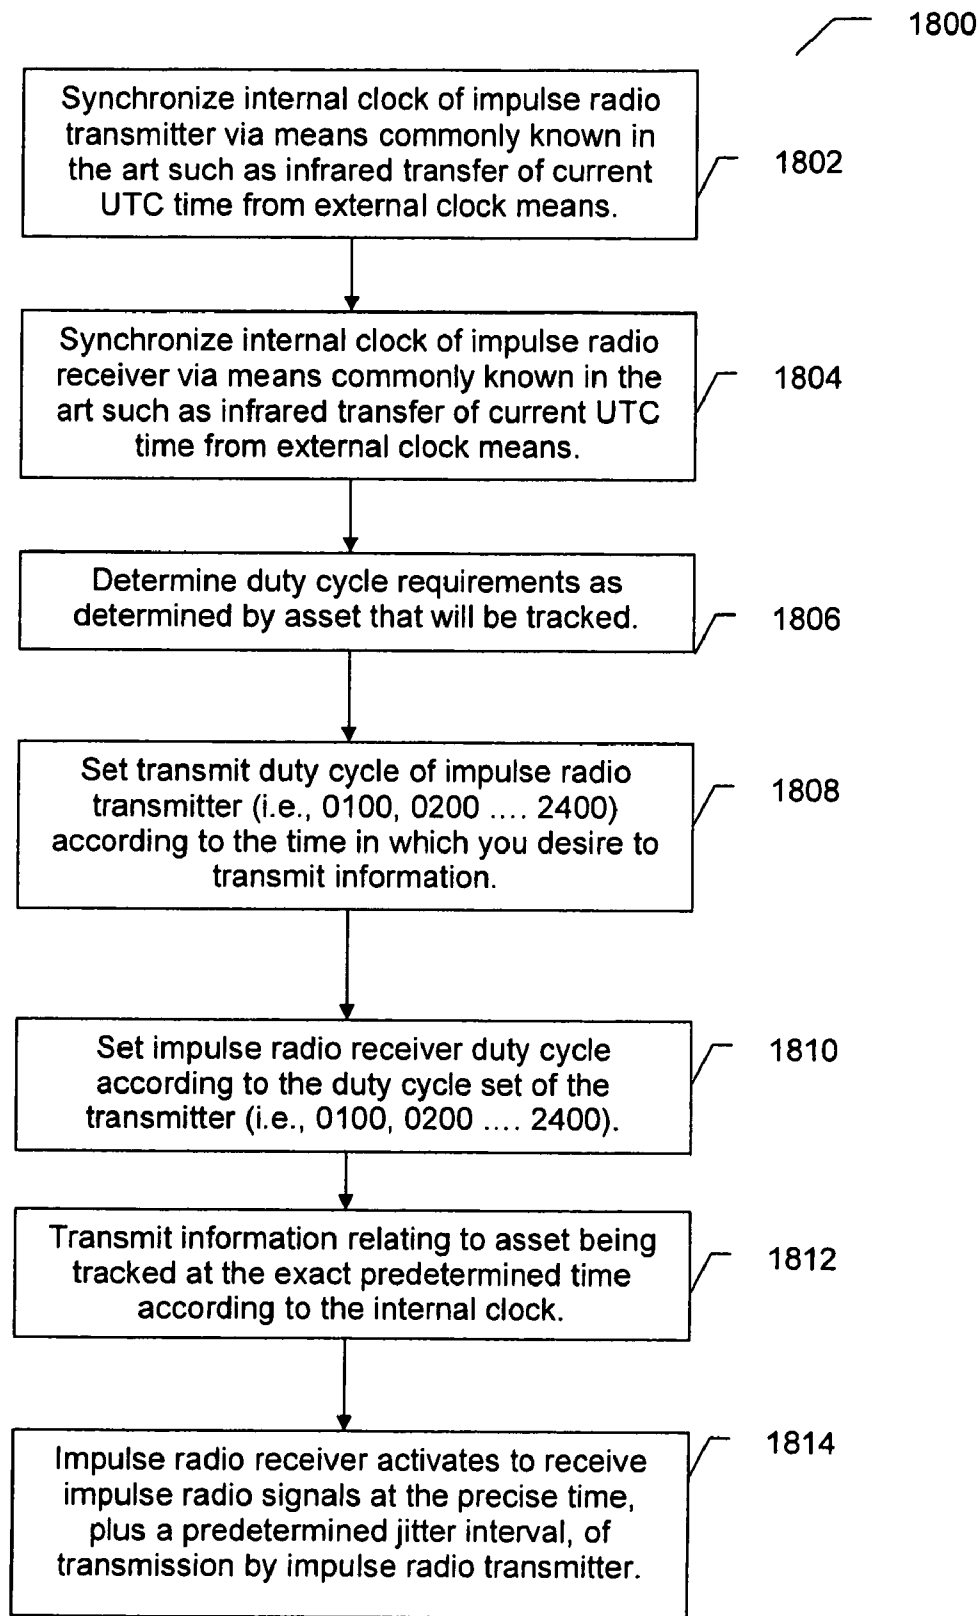 1800
Synchronize internal clock of impulse radio
transmitter via means commonly known in
the art such as infrared transfer of current
UTC time from external clock means.
1802
Synchronize internal clock of impulse radio
receiver via means commonly known in the
art such as infrared transfer of current UTC
time from external clock means.
1804
Determine duty cycle requirements as
determined by asset that will be tracked.
1806
Set transmit duty cycle of impulse radio
transmitter (i.e., 0100, 0200 .... 2400)
according to the time in which you desire to
transmit information.
1808
Set impulse radio receiver duty cycle
according to the duty cycle set of the
transmitter (i.e., 0100, 0200 .... 2400).
1810
Transmit information relating to asset being
tracked at the exact predetermined time
according to the internal clock.
1812
Impulse radio receiver activates to receive
impulse radio signals at the precise time,
plus a predetermined jitter interval, of
transmission by impulse radio transmitter.
1814